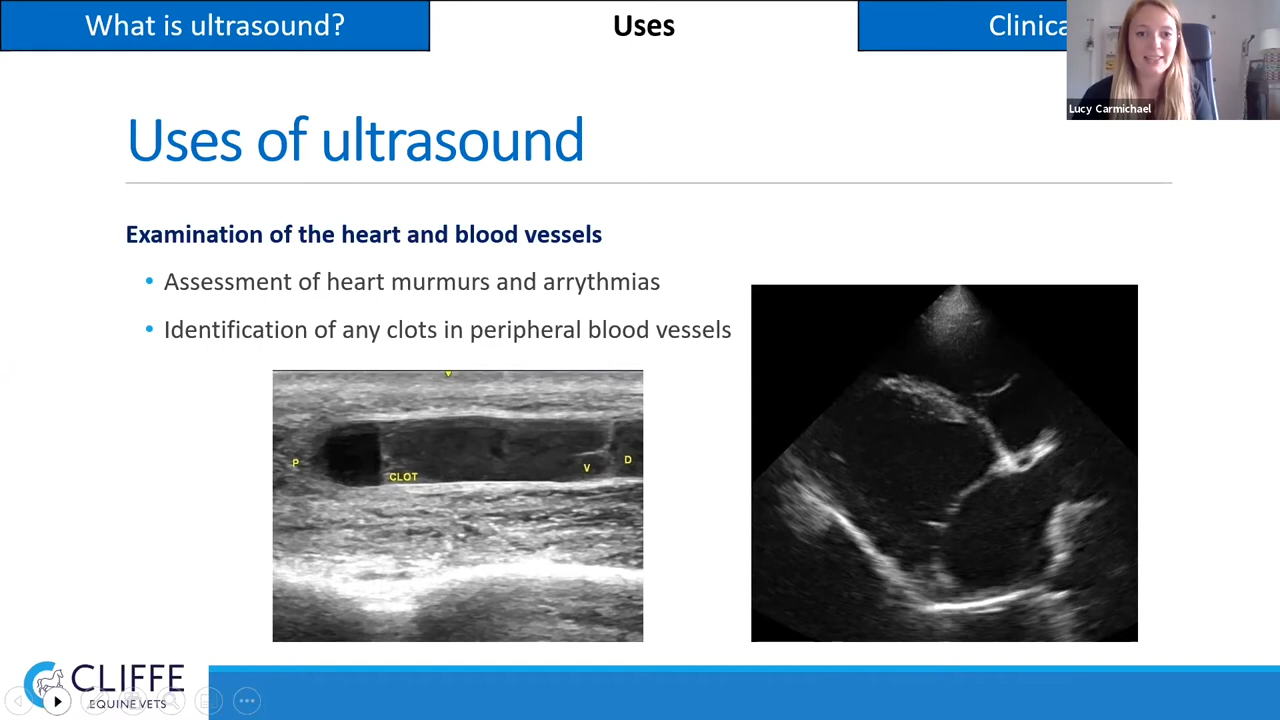 What is ultrasound?
Uses
Clinica
Lucy Carmichael
Uses of ultrasound
Examination of the heart and blood vessels
• Assessment of heart murmurs and arrythmias
• Identification of any clots in peripheral blood vessels
V
P
CLOT
V
D
CLIFFE
EQUINE VETS